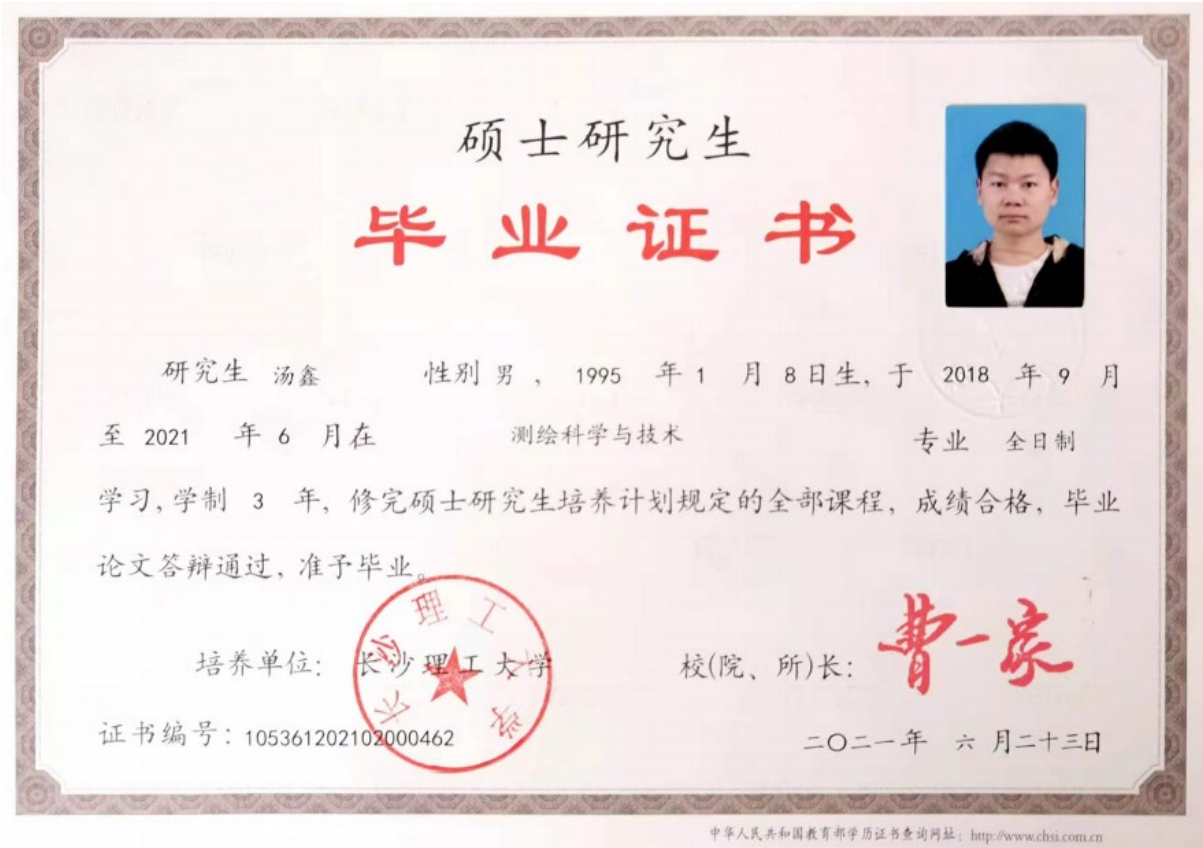 硕士研究生
毕业证书
研究生 汤鑫 性别 男 , 1995 年 1 月 8 日生, 于 2018 年 9 月
至 2021 年 6 月在 测绘科学与技术 专业 全日制
学习, 学制 3 年, 修完硕士研究生培养计划规定的全部课程, 成绩合格, 毕业
论文答辩通过, 准予毕业。
长沙理工大学
培养单位: 长沙理工大学 校(院、所)长: 曹一家
证书编号: 105361202102000462 二〇二一年 六 月二十三日
中华人民共和国教育部学历证书查询网址: http://www.chsi.com.cn